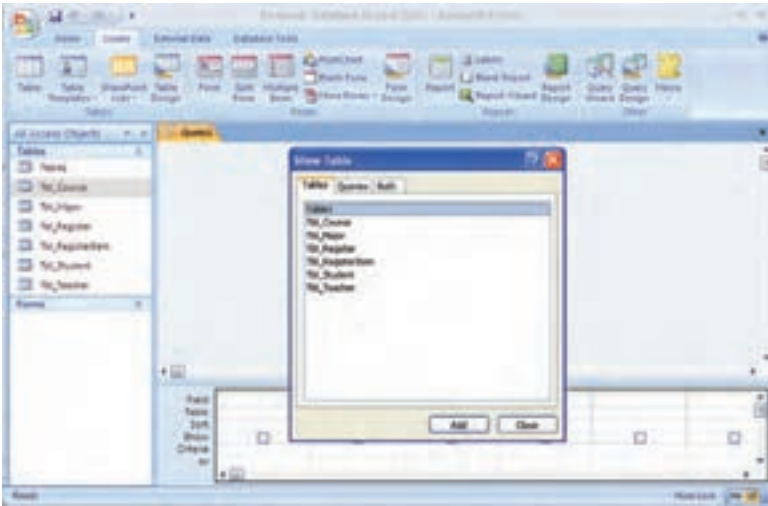 Home Create External Data Database Tools
Table Table Templates SharePoint Lists Table Design Form Split Form Multiple Items PivotChart Blank Form More Forms Form Design Report Labels Blank Report Report Wizard Report Design Query Wizard Query Design Macro
Tables Forms Reports Other
All Access Objects
Tables
Tbl_Course
Tbl_Major
Tbl_Register
Tbl_RegisterItem
Tbl_Student
Tbl_Teacher
Forms
Show Table
Tables Queries Both
Tbl_Course
Tbl_Major
Tbl_Register
Tbl_RegisterItem
Tbl_Student
Tbl_Teacher
Add Close
Field:
Table:
Sort:
Show:
Criteria:
or:
Ready
Num Lock